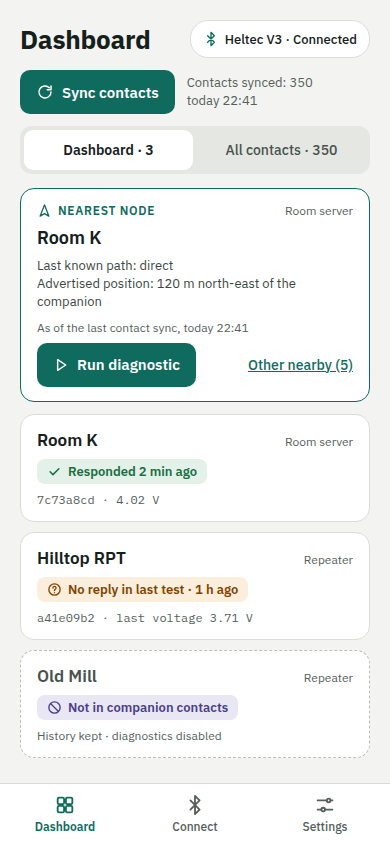 Dashboard
Heltec V3 · Connected
Sync contacts
Contacts synced: 350
today 22:41
Dashboard · 3
All contacts · 350
NEAREST NODE
Room server
Room K
Last known path: direct
Advertised position: 120 m north-east of the
companion
As of the last contact sync, today 22:41
Run diagnostic
Other nearby (5)
Room K
Room server
Responded 2 min ago
7c73a8cd · 4.02 V
Hilltop RPT
Repeater
No reply in last test · 1 h ago
a41e09b2 · last voltage 3.71 V
Old Mill
Repeater
Not in companion contacts
History kept · diagnostics disabled
Dashboard
Connect
Settings